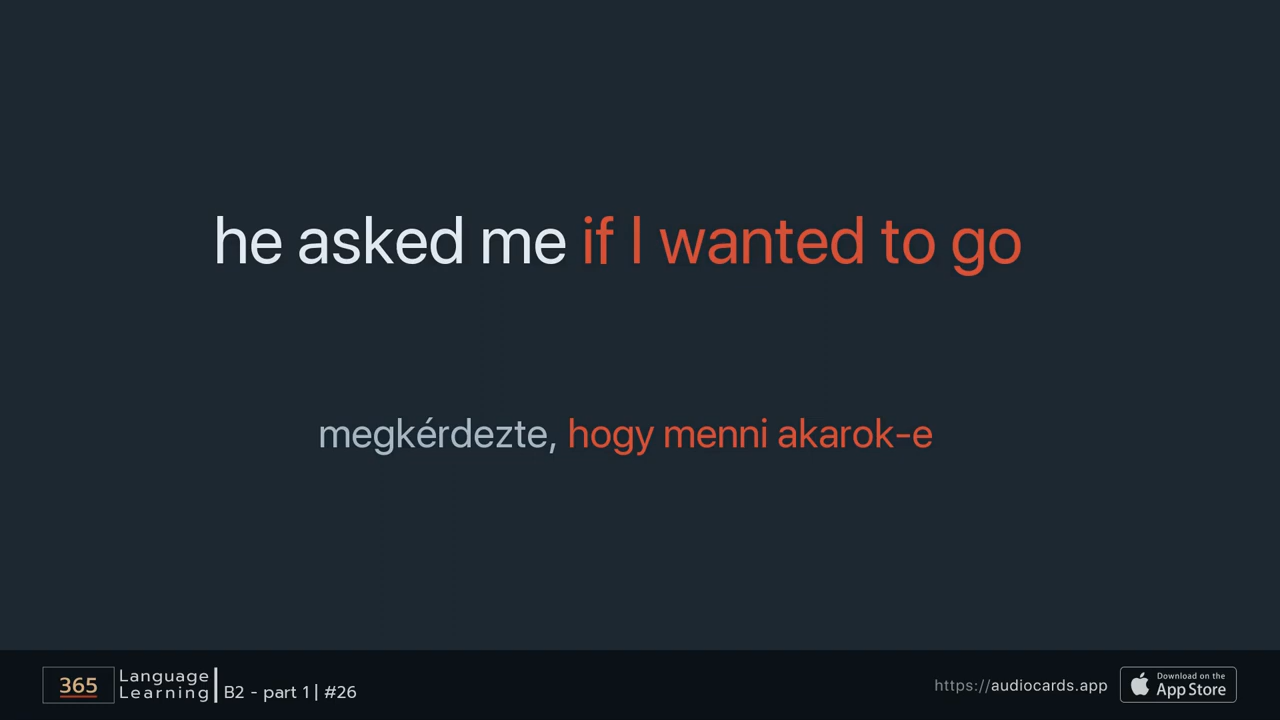 he asked me if I wanted to go
megkérdezte, hogy menni akarok-e
365
Language
Learning
B2 - part 1 | #26
https://audiocards.app
Download on the
App Store